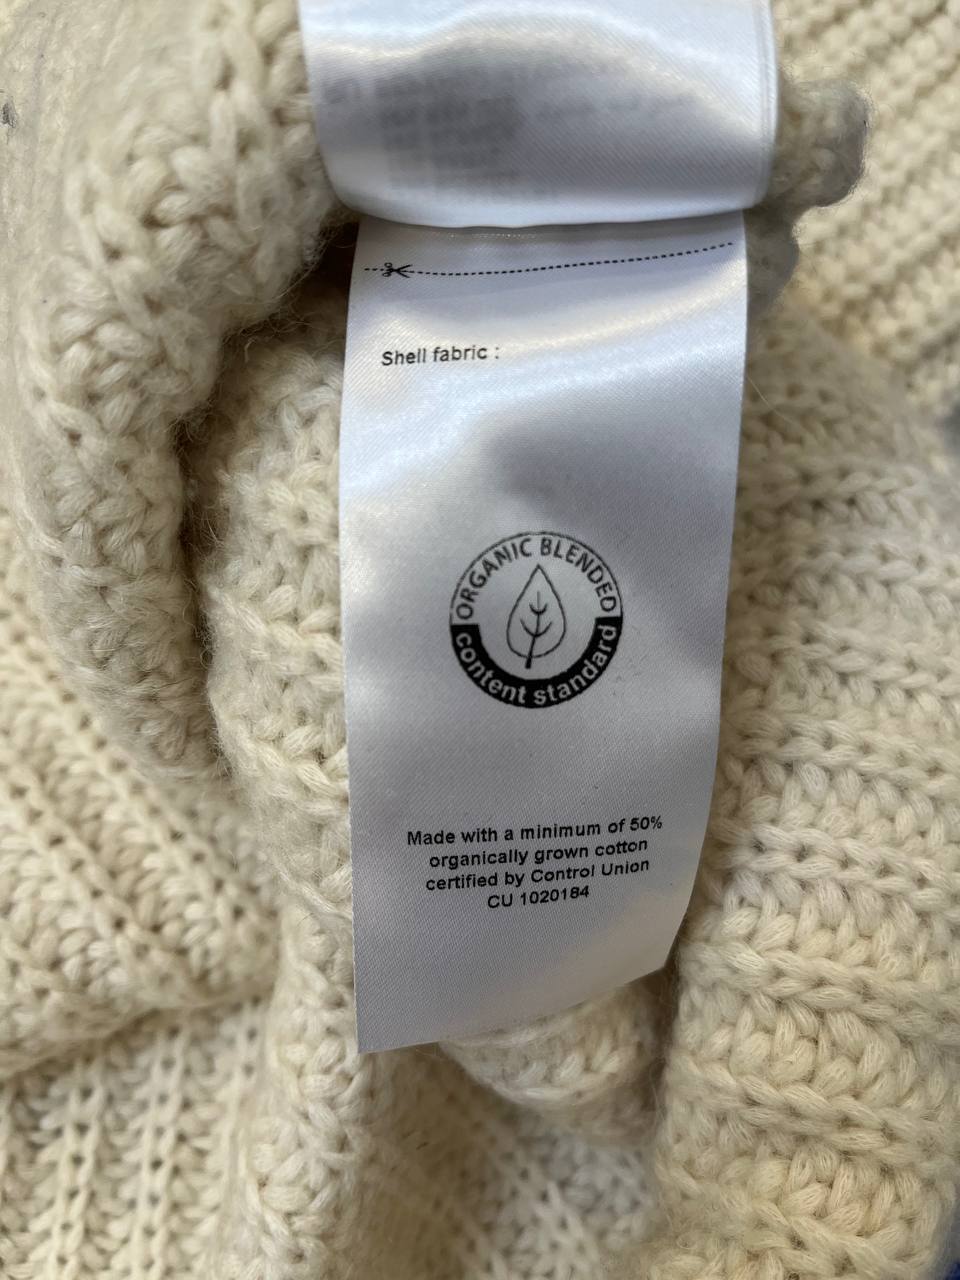 Shell fabric :
ORGANIC BLENDED
content standard
Made with a minimum of 50%
organically grown cotton
certified by Control Union
CU 1020184